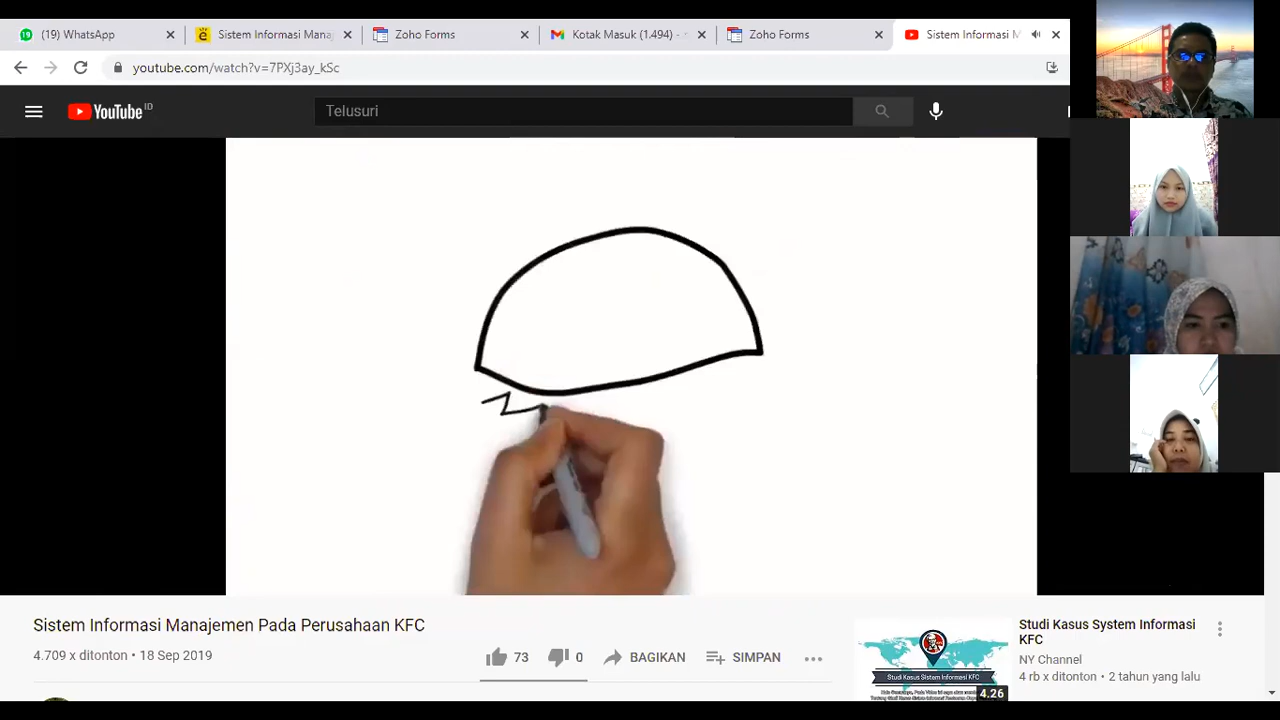 (19) WhatsApp
Sistem Informasi Mana
Zoho Forms
Kotak Masuk (1.494) -
Zoho Forms
Sistem Informasi M
youtube.com/watch?v=7PXj3ay_kSc
YouTube ID
Telusuri
Sistem Informasi Manajemen Pada Perusahaan KFC
4.709 x ditonton • 18 Sep 2019
73
0
BAGIKAN
SIMPAN
Studi Kasus System Informasi
KFC
NY Channel
4 rb x ditonton • 2 tahun yang lalu
Studi Kasus Sistem Informasi KFC
4.26